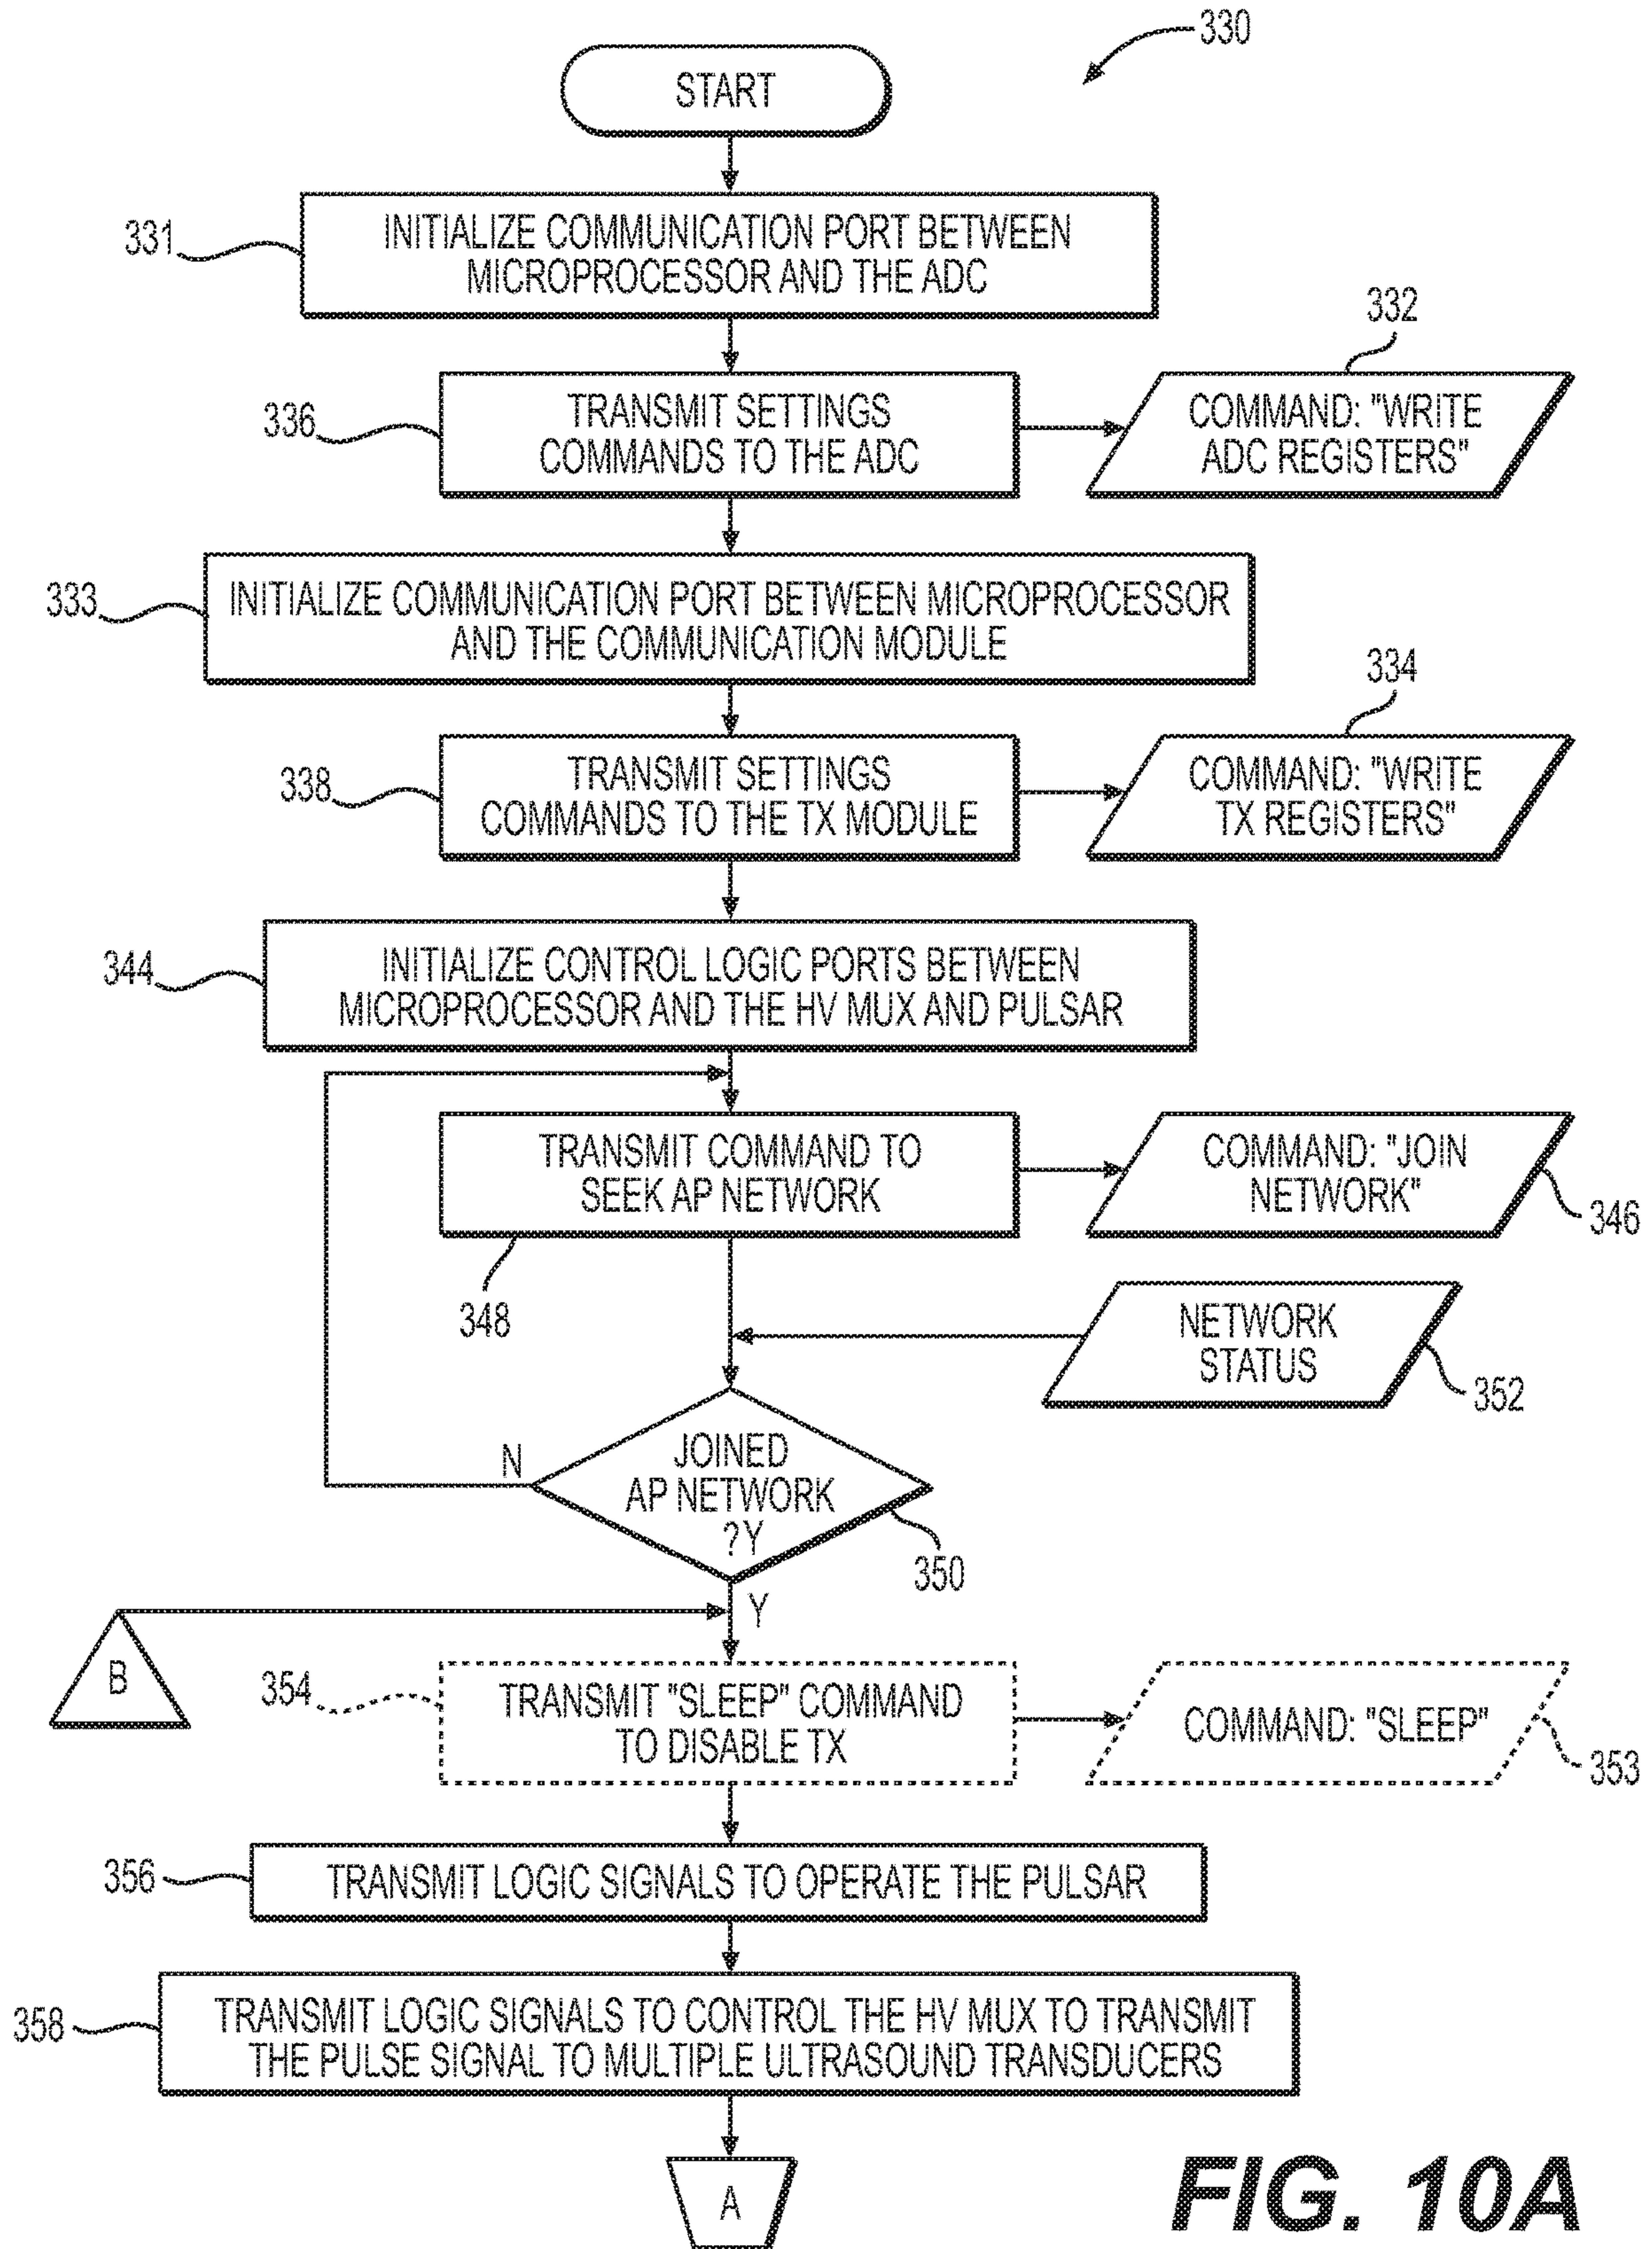 330
START
331
INITIALIZE COMMUNICATION PORT BETWEEN
MICROPROCESSOR AND THE ADC
332
336
TRANSMIT SETTINGS
COMMANDS TO THE ADC
COMMAND: "WRITE
ADC REGISTERS"
333
INITIALIZE COMMUNICATION PORT BETWEEN MICROPROCESSOR
AND THE COMMUNICATION MODULE
334
338
TRANSMIT SETTINGS
COMMANDS TO THE TX MODULE
COMMAND: "WRITE
TX REGISTERS"
344
INITIALIZE CONTROL LOGIC PORTS BETWEEN
MICROPROCESSOR AND THE HV MUX AND PULSAR
TRANSMIT COMMAND TO
SEEK AP NETWORK
348
COMMAND: "JOIN
NETWORK"
346
NETWORK
STATUS
352
N
JOINED
AP NETWORK
?Y
350
Y
B
354
TRANSMIT "SLEEP" COMMAND
TO DISABLE TX
COMMAND: "SLEEP"
353
356
TRANSMIT LOGIC SIGNALS TO OPERATE THE PULSAR
358
TRANSMIT LOGIC SIGNALS TO CONTROL THE HV MUX TO TRANSMIT
THE PULSE SIGNAL TO MULTIPLE ULTRASOUND TRANSDUCERS
A
FIG. 10A